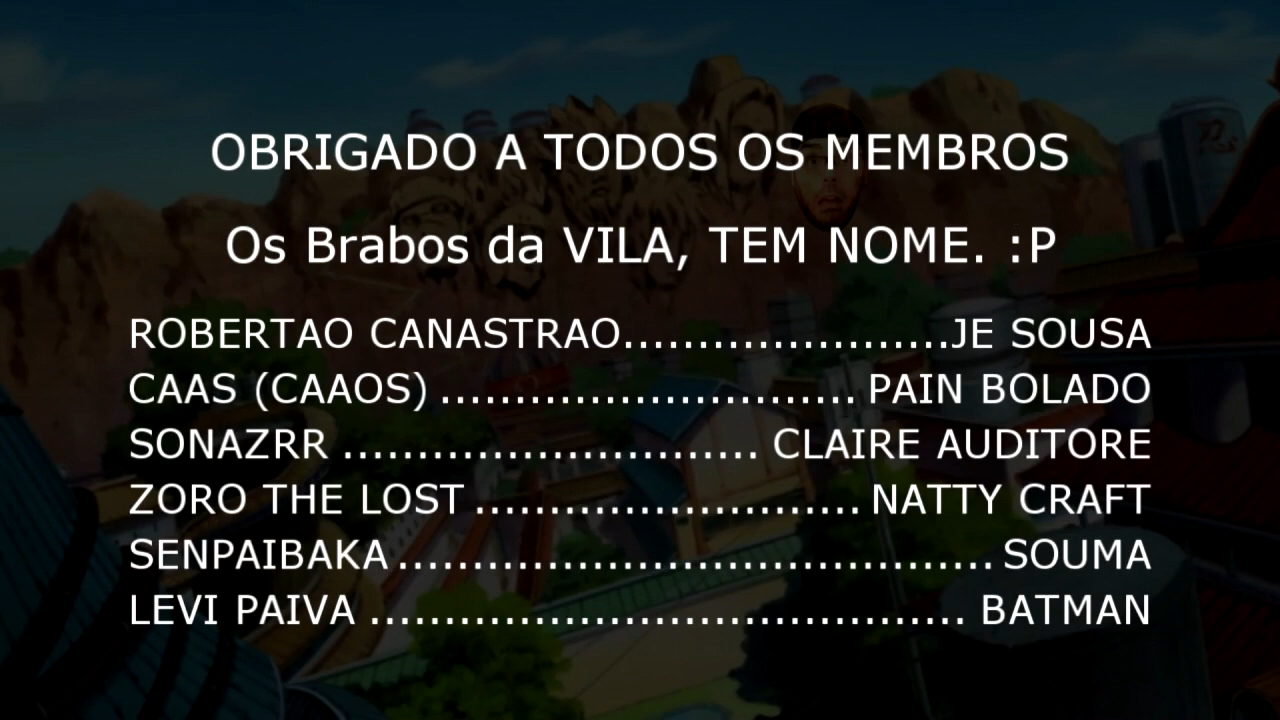 OBRIGADO A TODOS OS MEMBROS
Os Brabos da VILA, TEM NOME. :P
ROBERTAO CANASTRAO......................JE SOUSA
CAAS (CAAOS) ............................ PAIN BOLADO
SONAZRR ............................ CLAIRE AUDITORE
ZORO THE LOST .......................... NATTY CRAFT
SENPAIBAKA ........................................ SOUMA
LEVI PAIVA ........................................ BATMAN